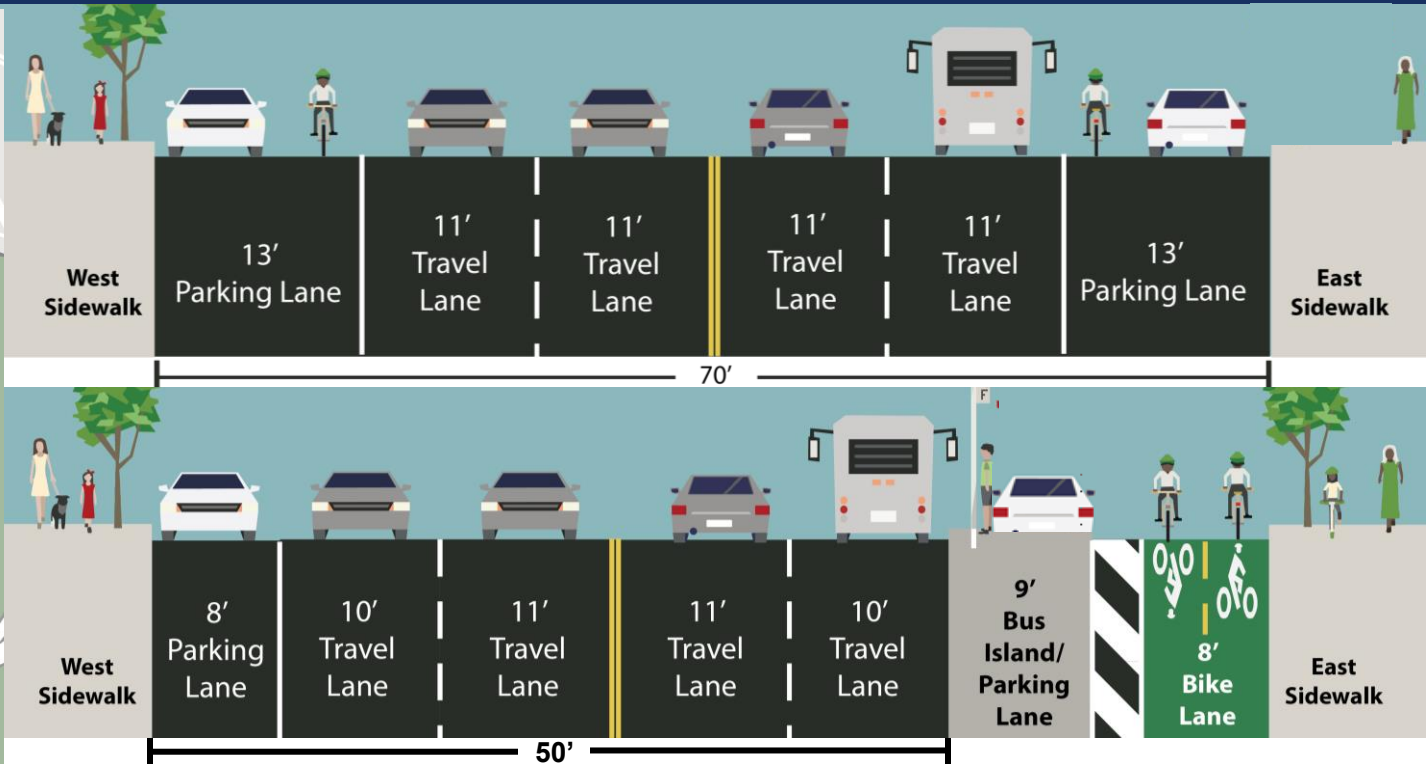 West
Sidewalk
13'
Parking Lane
11'
Travel
Lane
11'
Travel
Lane
11'
Travel
Lane
11'
Travel
Lane
13'
Parking Lane
East
Sidewalk
70'
F
West
Sidewalk
8'
Parking
Lane
10'
Travel
Lane
11'
Travel
Lane
11'
Travel
Lane
10'
Travel
Lane
9'
Bus
Island/
Parking
Lane
8'
Bike
Lane
East
Sidewalk
50'